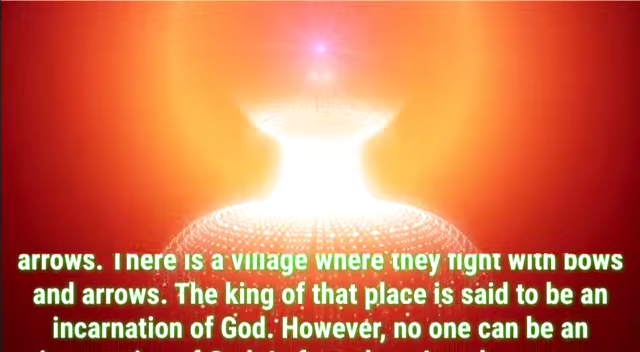 arrows. There is a village where they fight with bows
and arrows. The king of that place is said to be an
incarnation of God. However, no one can be an